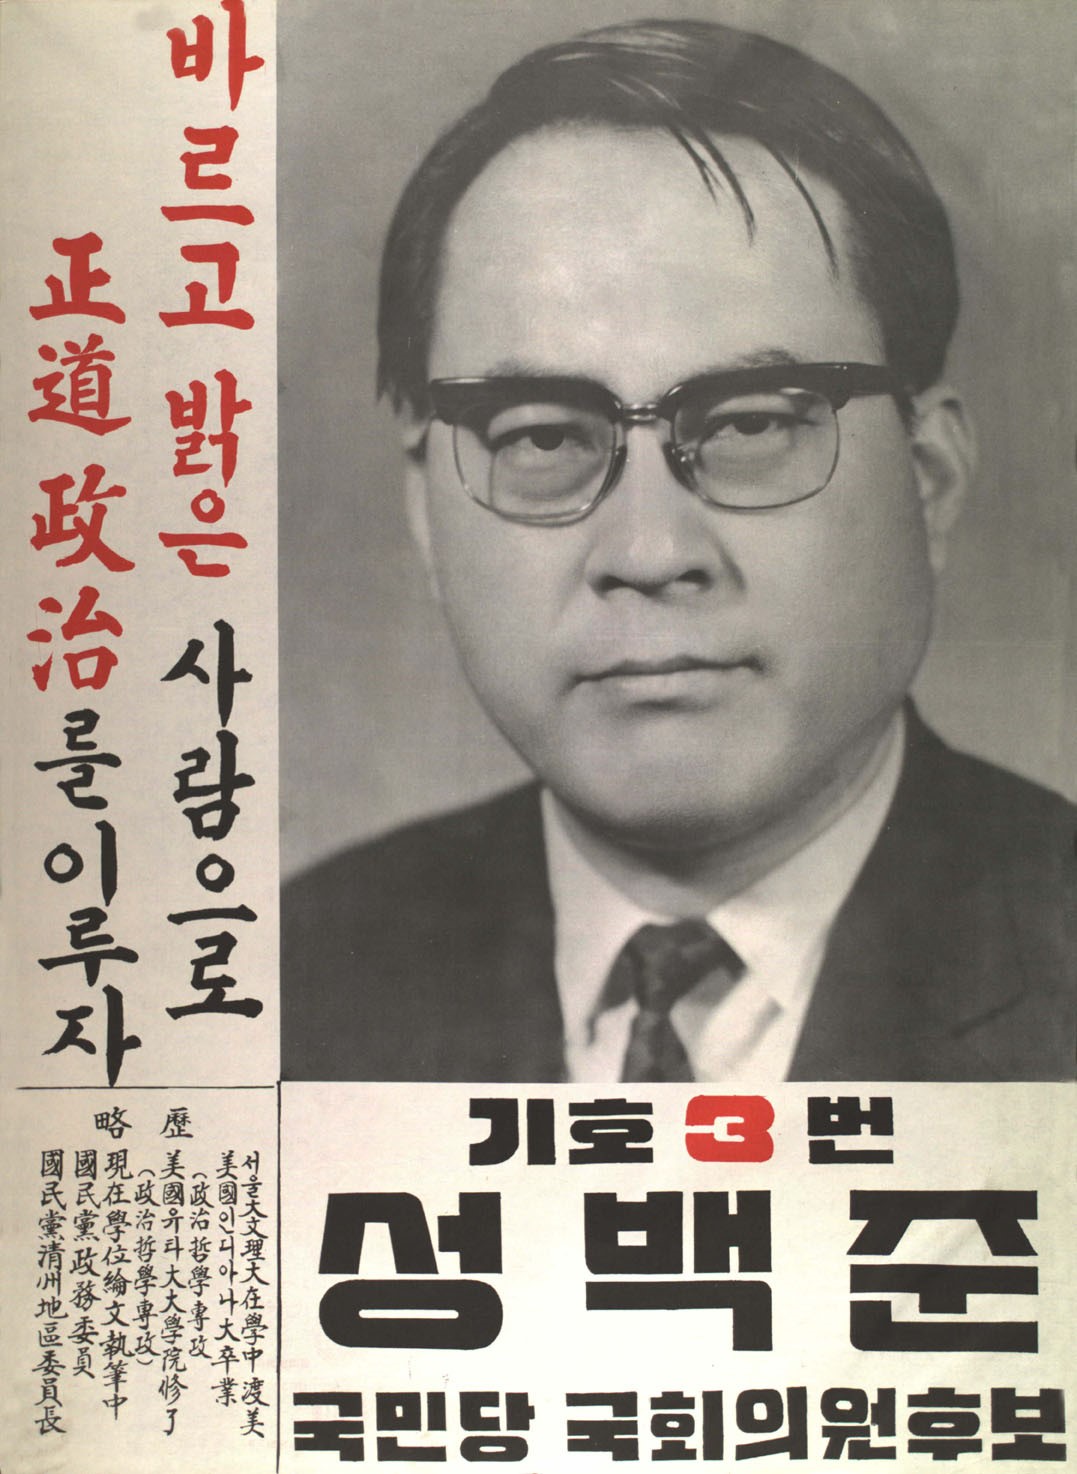 바르고 밝은 사람으로
正道政治를 이루자
歷略
서울大文理大在學中渡美
美國인디아나大卒業
(政治哲學專攻
美國유타大大學院修了
(政治哲學專攻)
現在學位論文執筆中
國民黨政務委員
國民黨淸州地區委員長
기호 3 번
성백준
국민당 국회의원후보